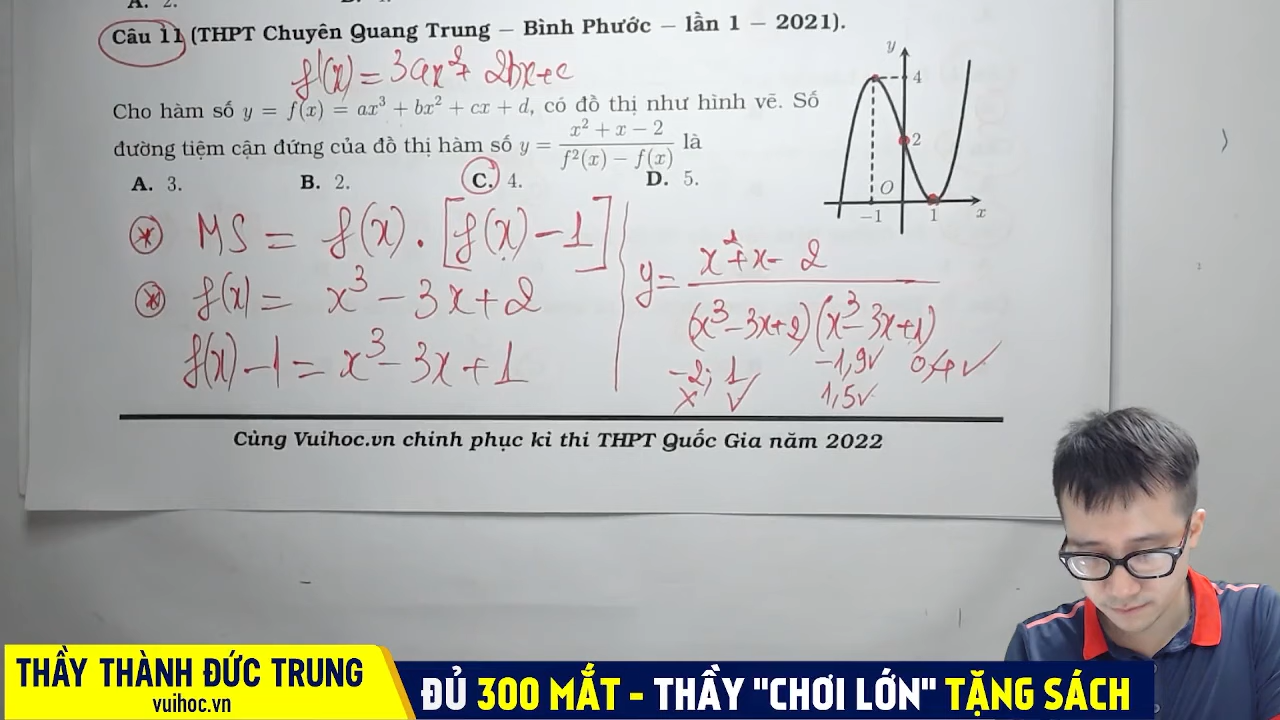 A. 2.
Câu 11 (THPT Chuyên Quang Trung – Bình Phước – lần 1 – 2021).
f'(x) = 3ax² + 2bx + c
Cho hàm số y = f(x) = ax³ + bx² + cx + d, có đồ thị như hình vẽ. Số
đường tiệm cận đứng của đồ thị hàm số y = (x² + x − 2)/(f²(x) − f(x)) là
A. 3. B. 2. C. 4. D. 5.
y
4
2
O
−1 1 x
MS = f(x) . [f(x) − 1]
f(x) = x³ − 3x + 2
f(x) − 1 = x³ − 3x + 1
y = (x² + x − 2)/((x³ − 3x + 2)(x³ − 3x + 1))
−2; 1 −1,9✓ 0,4✓
x ✓ 1,5✓
Cùng Vuihoc.vn chinh phục kì thi THPT Quốc Gia năm 2022
THẦY THÀNH ĐỨC TRUNG
vuihoc.vn
ĐỦ 300 MẮT - THẦY "CHƠI LỚN" TẶNG SÁCH